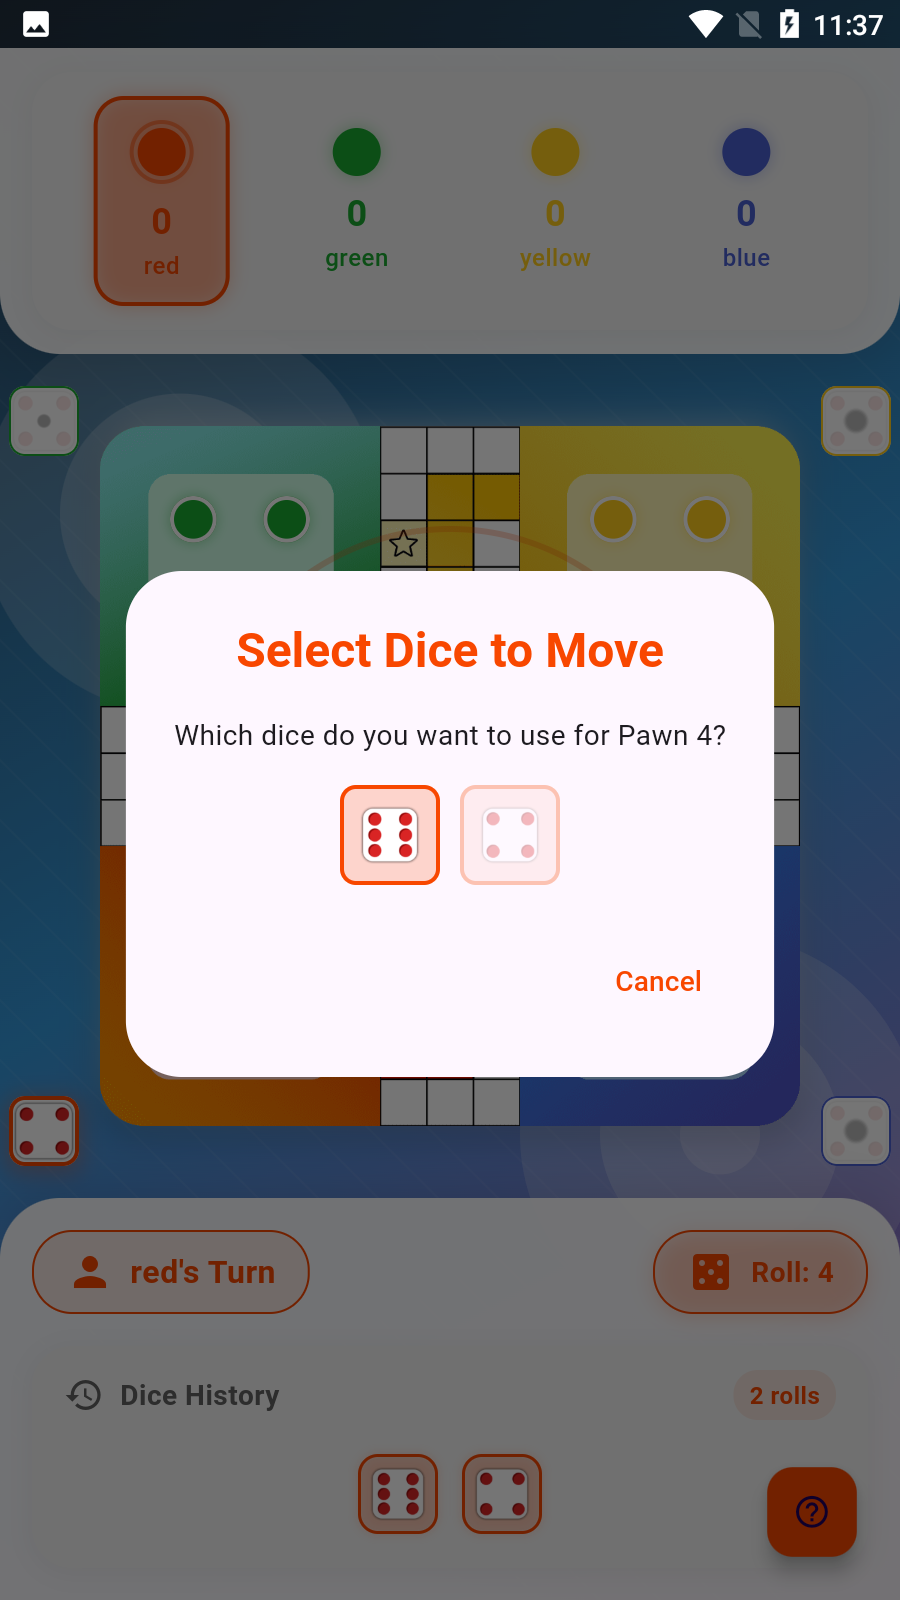 11:37
0
red
0
green
0
yellow
0
blue
Select Dice to Move
Which dice do you want to use for Pawn 4?
Cancel
red's Turn
Roll: 4
Dice History
2 rolls